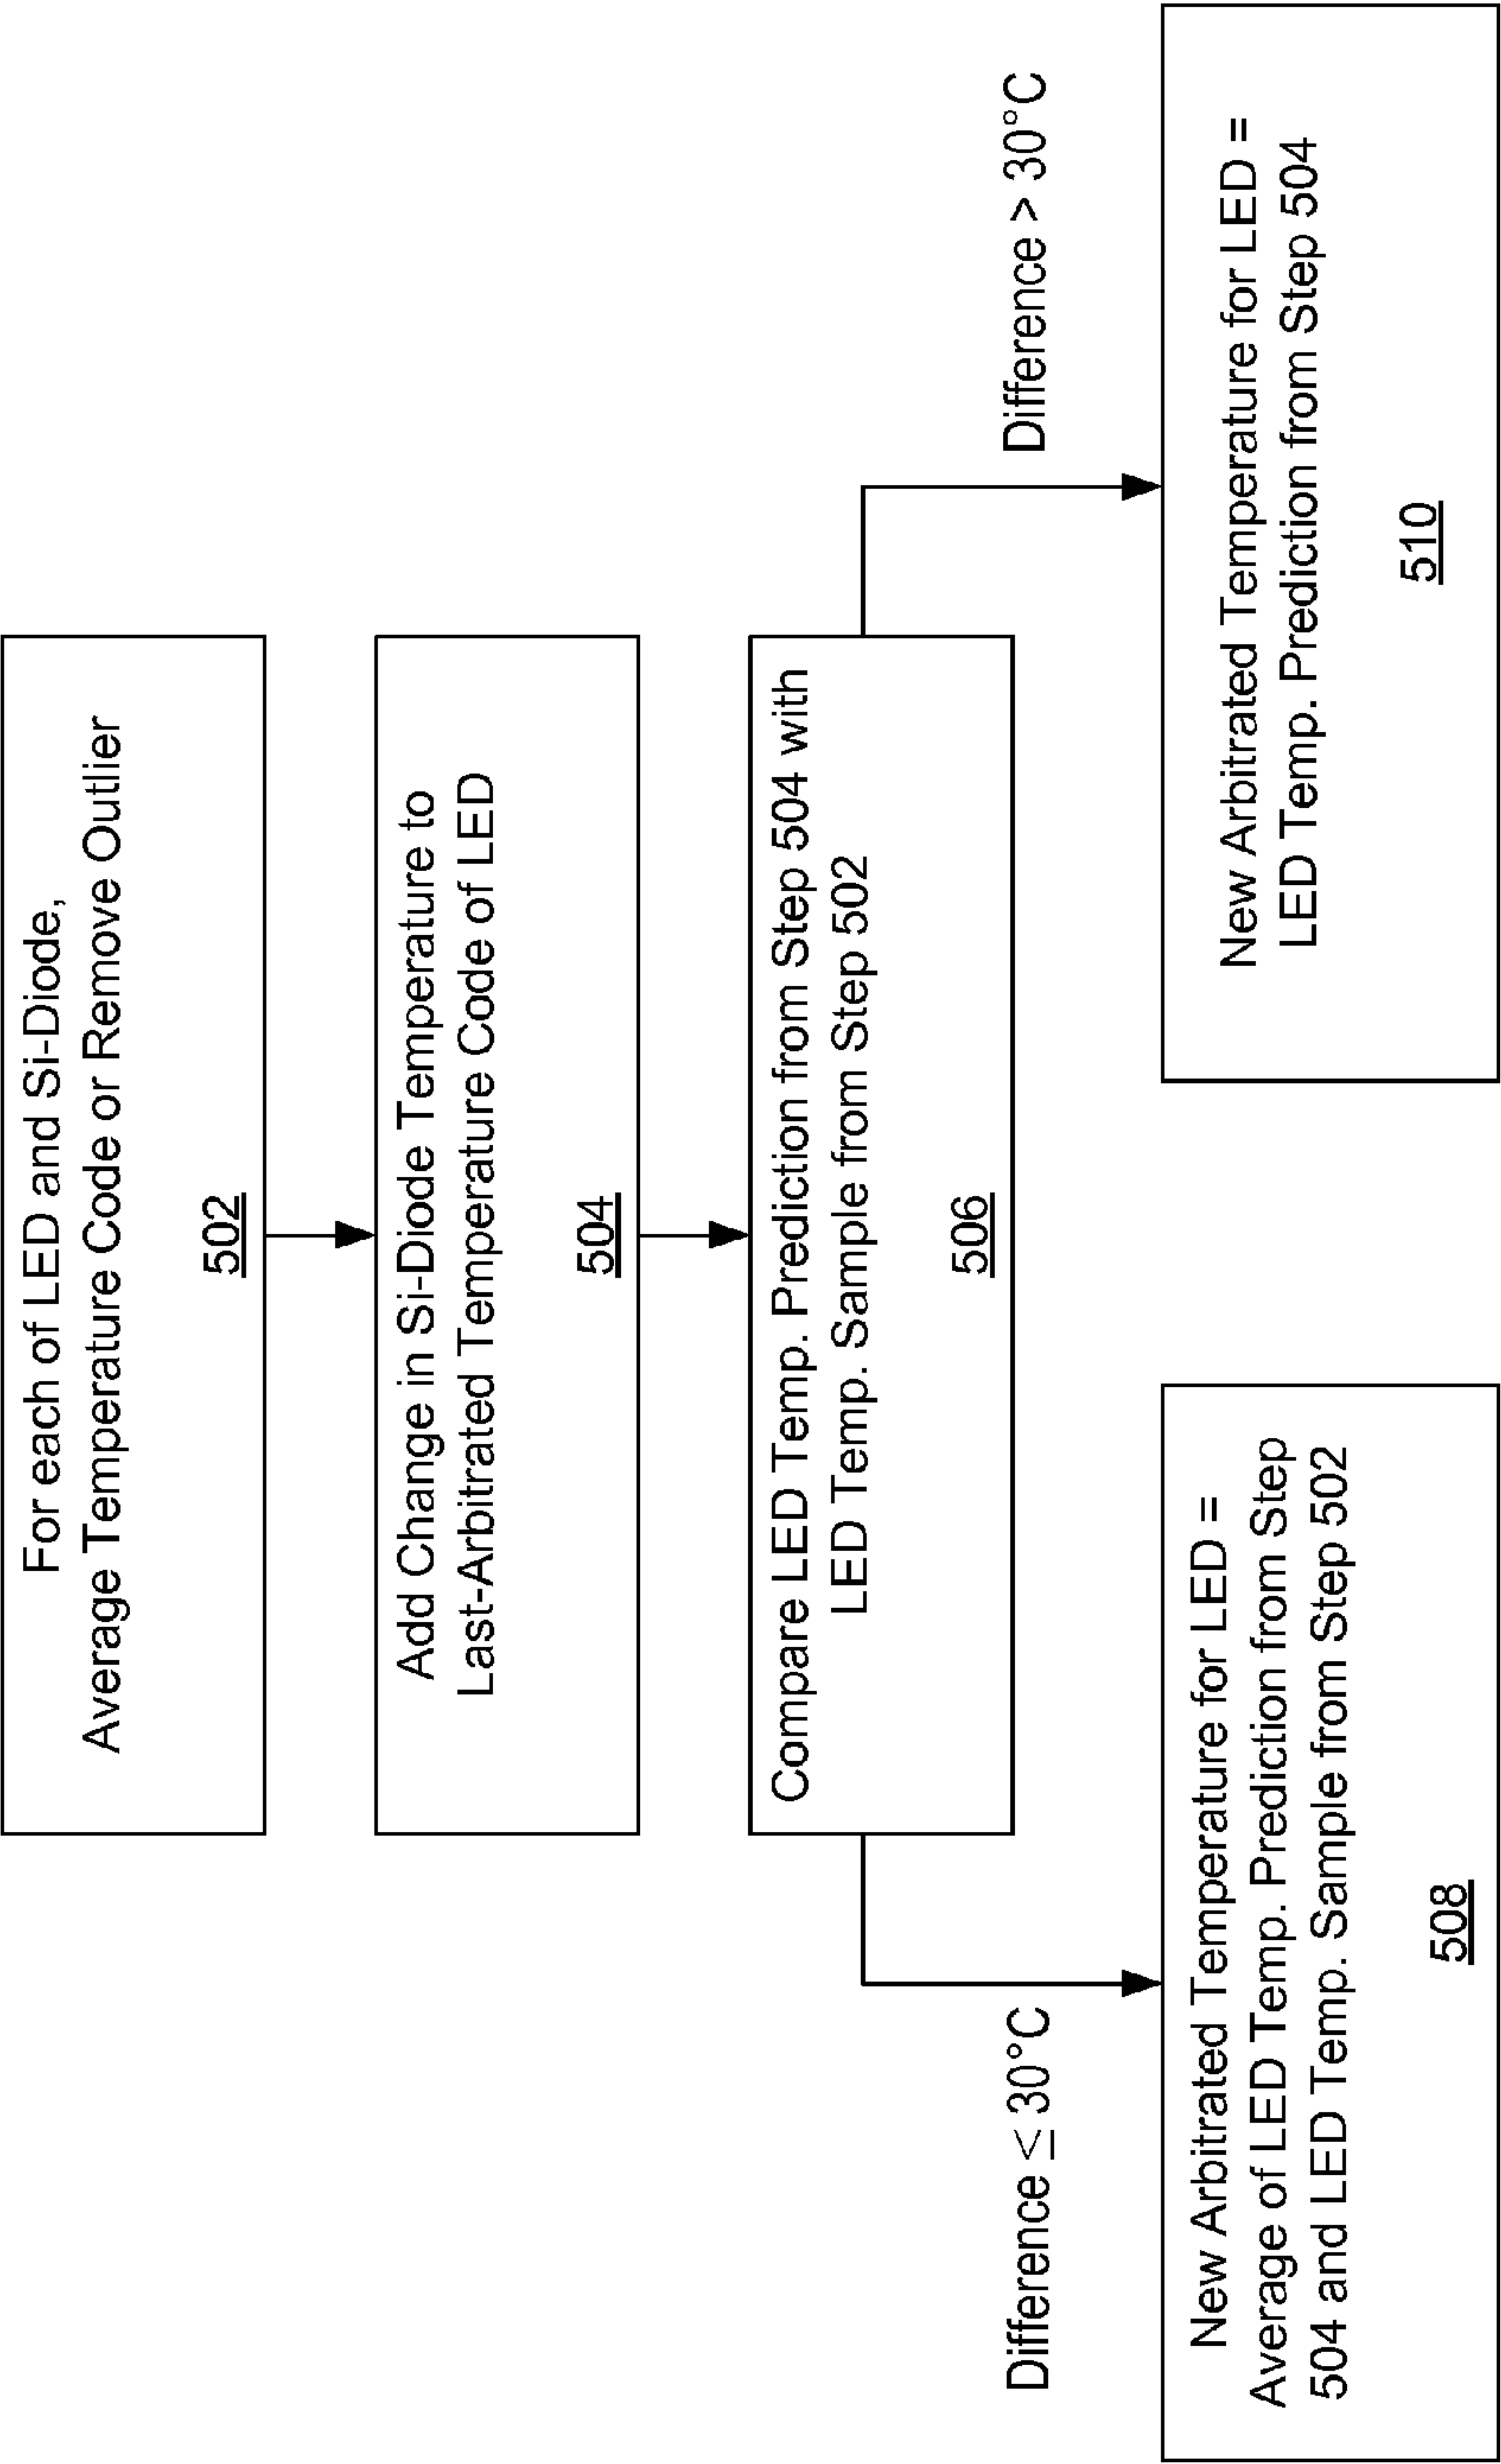 For each of LED and Si-Diode,
Average Temperature Code or Remove Outlier
502
Add Change in Si-Diode Temperature to
Last-Arbitrated Temperature Code of LED
504
Compare LED Temp. Prediction from Step 504 with
LED Temp. Sample from Step 502
506
Difference ≤ 30°C
Difference > 30°C
New Arbitrated Temperature for LED =
Average of LED Temp. Prediction from Step
504 and LED Temp. Sample from Step 502
508
New Arbitrated Temperature for LED =
LED Temp. Prediction from Step 504
510